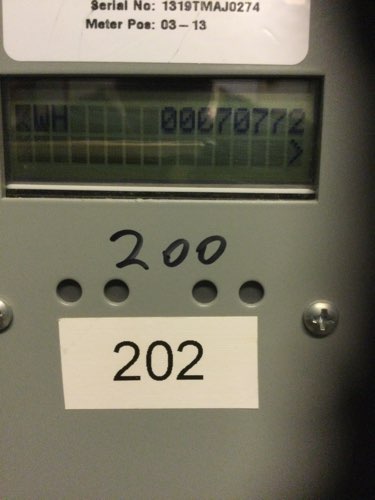 Serial No: 1319TMAJ0274
Meter Pos: 03-13
KWH 00070772
>
200
202